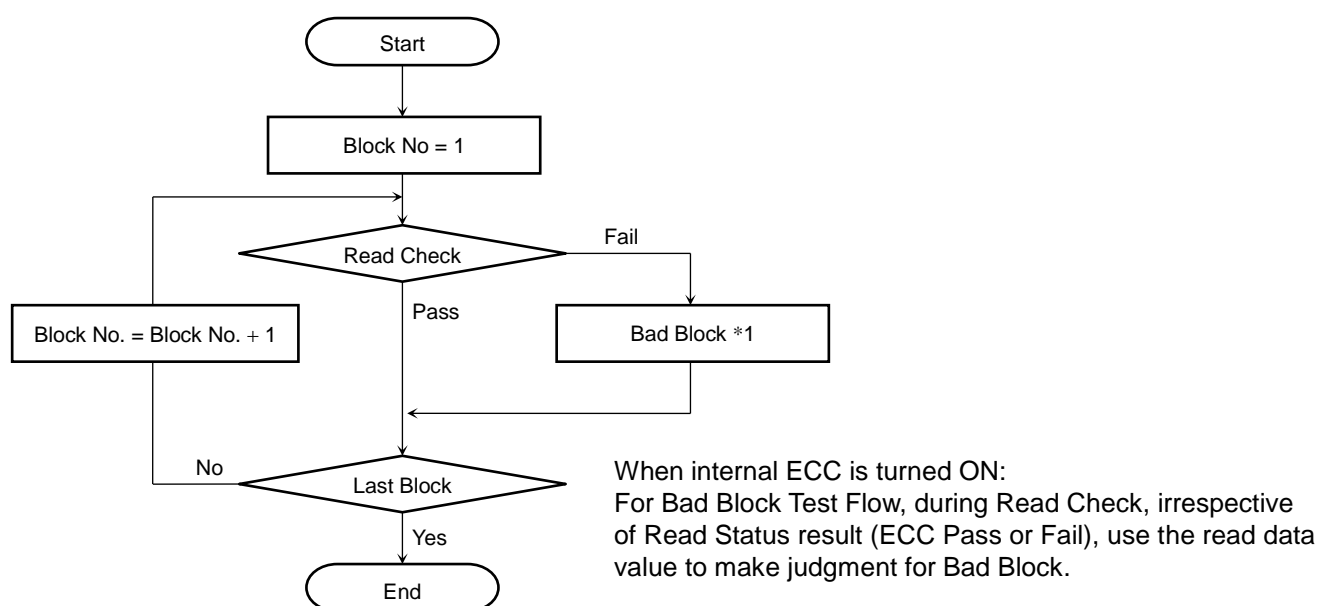 Start
Block No = 1
Read Check
Fail
Pass
Block No. = Block No. + 1
Bad Block *1
No
Last Block
Yes
End
When internal ECC is turned ON:
For Bad Block Test Flow, during Read Check, irrespective
of Read Status result (ECC Pass or Fail), use the read data
value to make judgment for Bad Block.